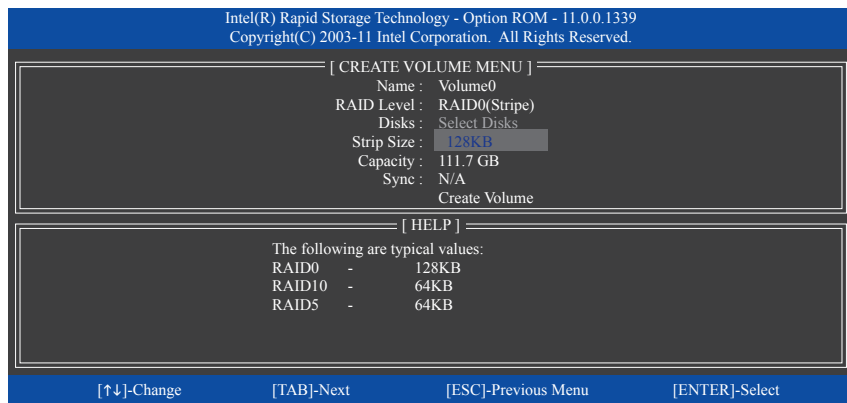 Intel(R) Rapid Storage Technology - Option ROM - 11.0.0.1339
Copyright(C) 2003-11 Intel Corporation. All Rights Reserved.
[ CREATE VOLUME MENU ]
Name : Volume0
RAID Level : RAID0(Stripe)
Disks : Select Disks
Strip Size : 128KB
Capacity : 111.7 GB
Sync : N/A
Create Volume
[ HELP ]
The following are typical values:
RAID0 - 128KB
RAID10 - 64KB
RAID5 - 64KB
[↑↓]-Change [TAB]-Next [ESC]-Previous Menu [ENTER]-Select